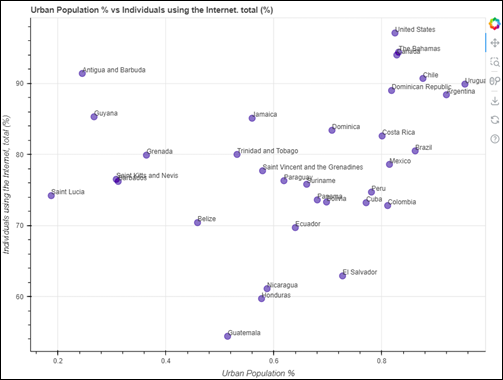 Urban Population % vs Individuals using the Internet, total (%)
United States
The Bahamas
Canada
Antigua and Barbuda
Chile
Urugua
Dominican Republic
Argentina
90
Guyana
Jamaica
Dominica
Costa Rica
Brazil
Grenada
Trinidad and Tobago
80
Mexico
Saint Vincent and the Grenadines
Saint Kitts and Nevis
Barbados
Paraguay
Suriname
Saint Lucia
Peru
Panama
Bolivia
Cuba
Colombia
Belize
70
Ecuador
El Salvador
Nicaragua
Honduras
60
Guatemala
Individuals using the Internet, total (%)
0.2 0.4 0.6 0.8
Urban Population %